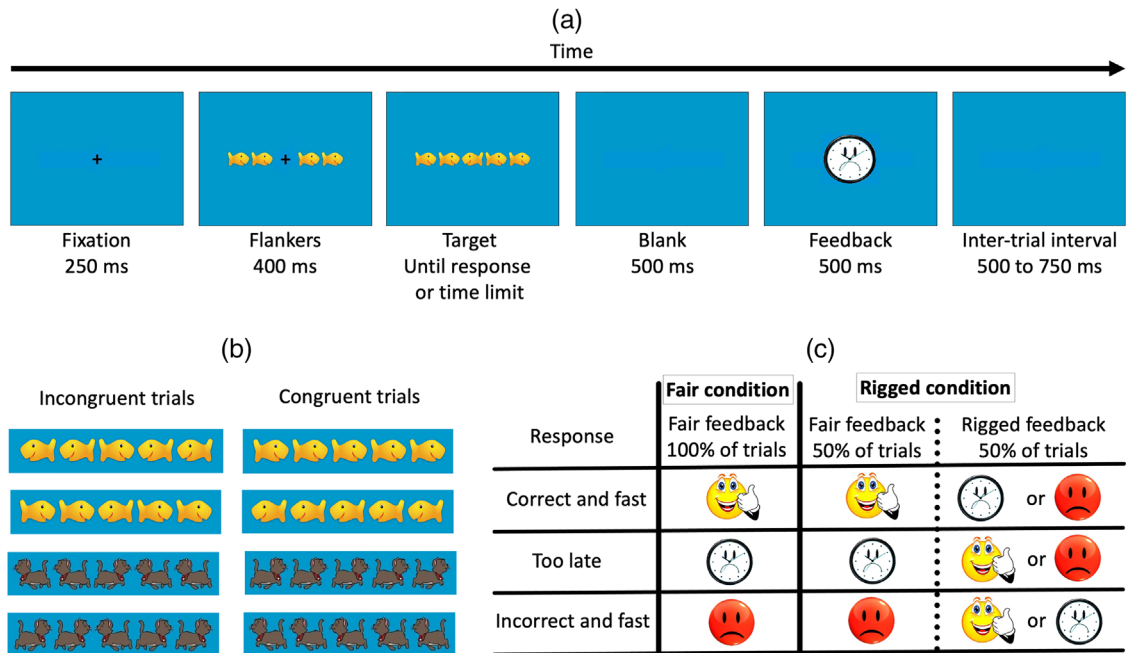 (a)
Time
Fixation
250 ms
Flankers
400 ms
Target
Until response
or time limit
Blank
500 ms
Feedback
500 ms
Inter-trial interval
500 to 750 ms
(b)
Incongruent trials
Congruent trials
(c)
Fair condition
Rigged condition
Response
Fair feedback
100% of trials
Fair feedback
50% of trials
Rigged feedback
50% of trials
Correct and fast
or
Too late
or
Incorrect and fast
or